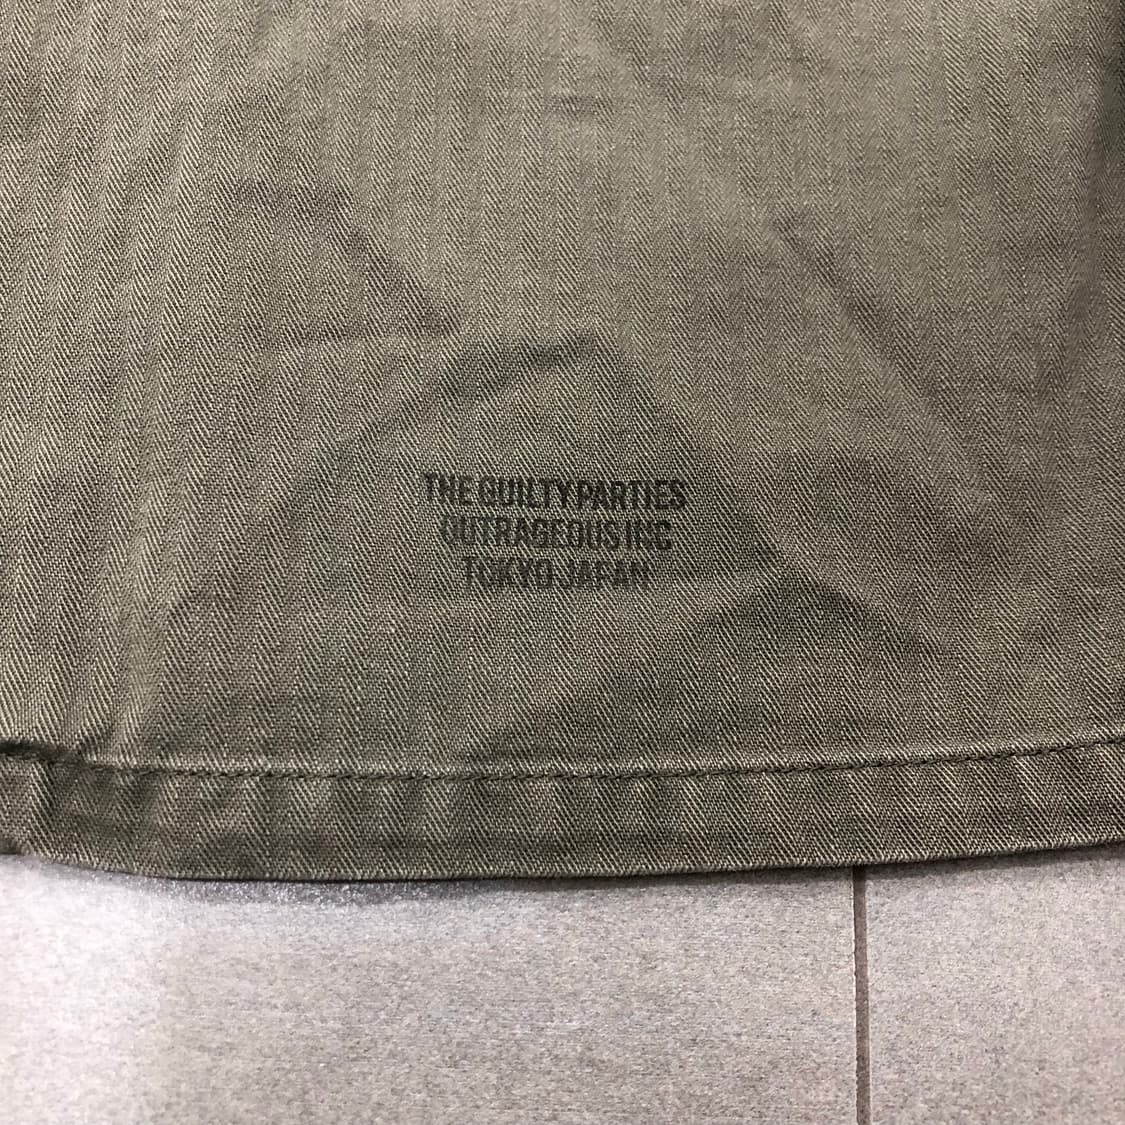 THE GUILTY PARTIES
OUTRAGEOUS INC
TOKYO JAPAN